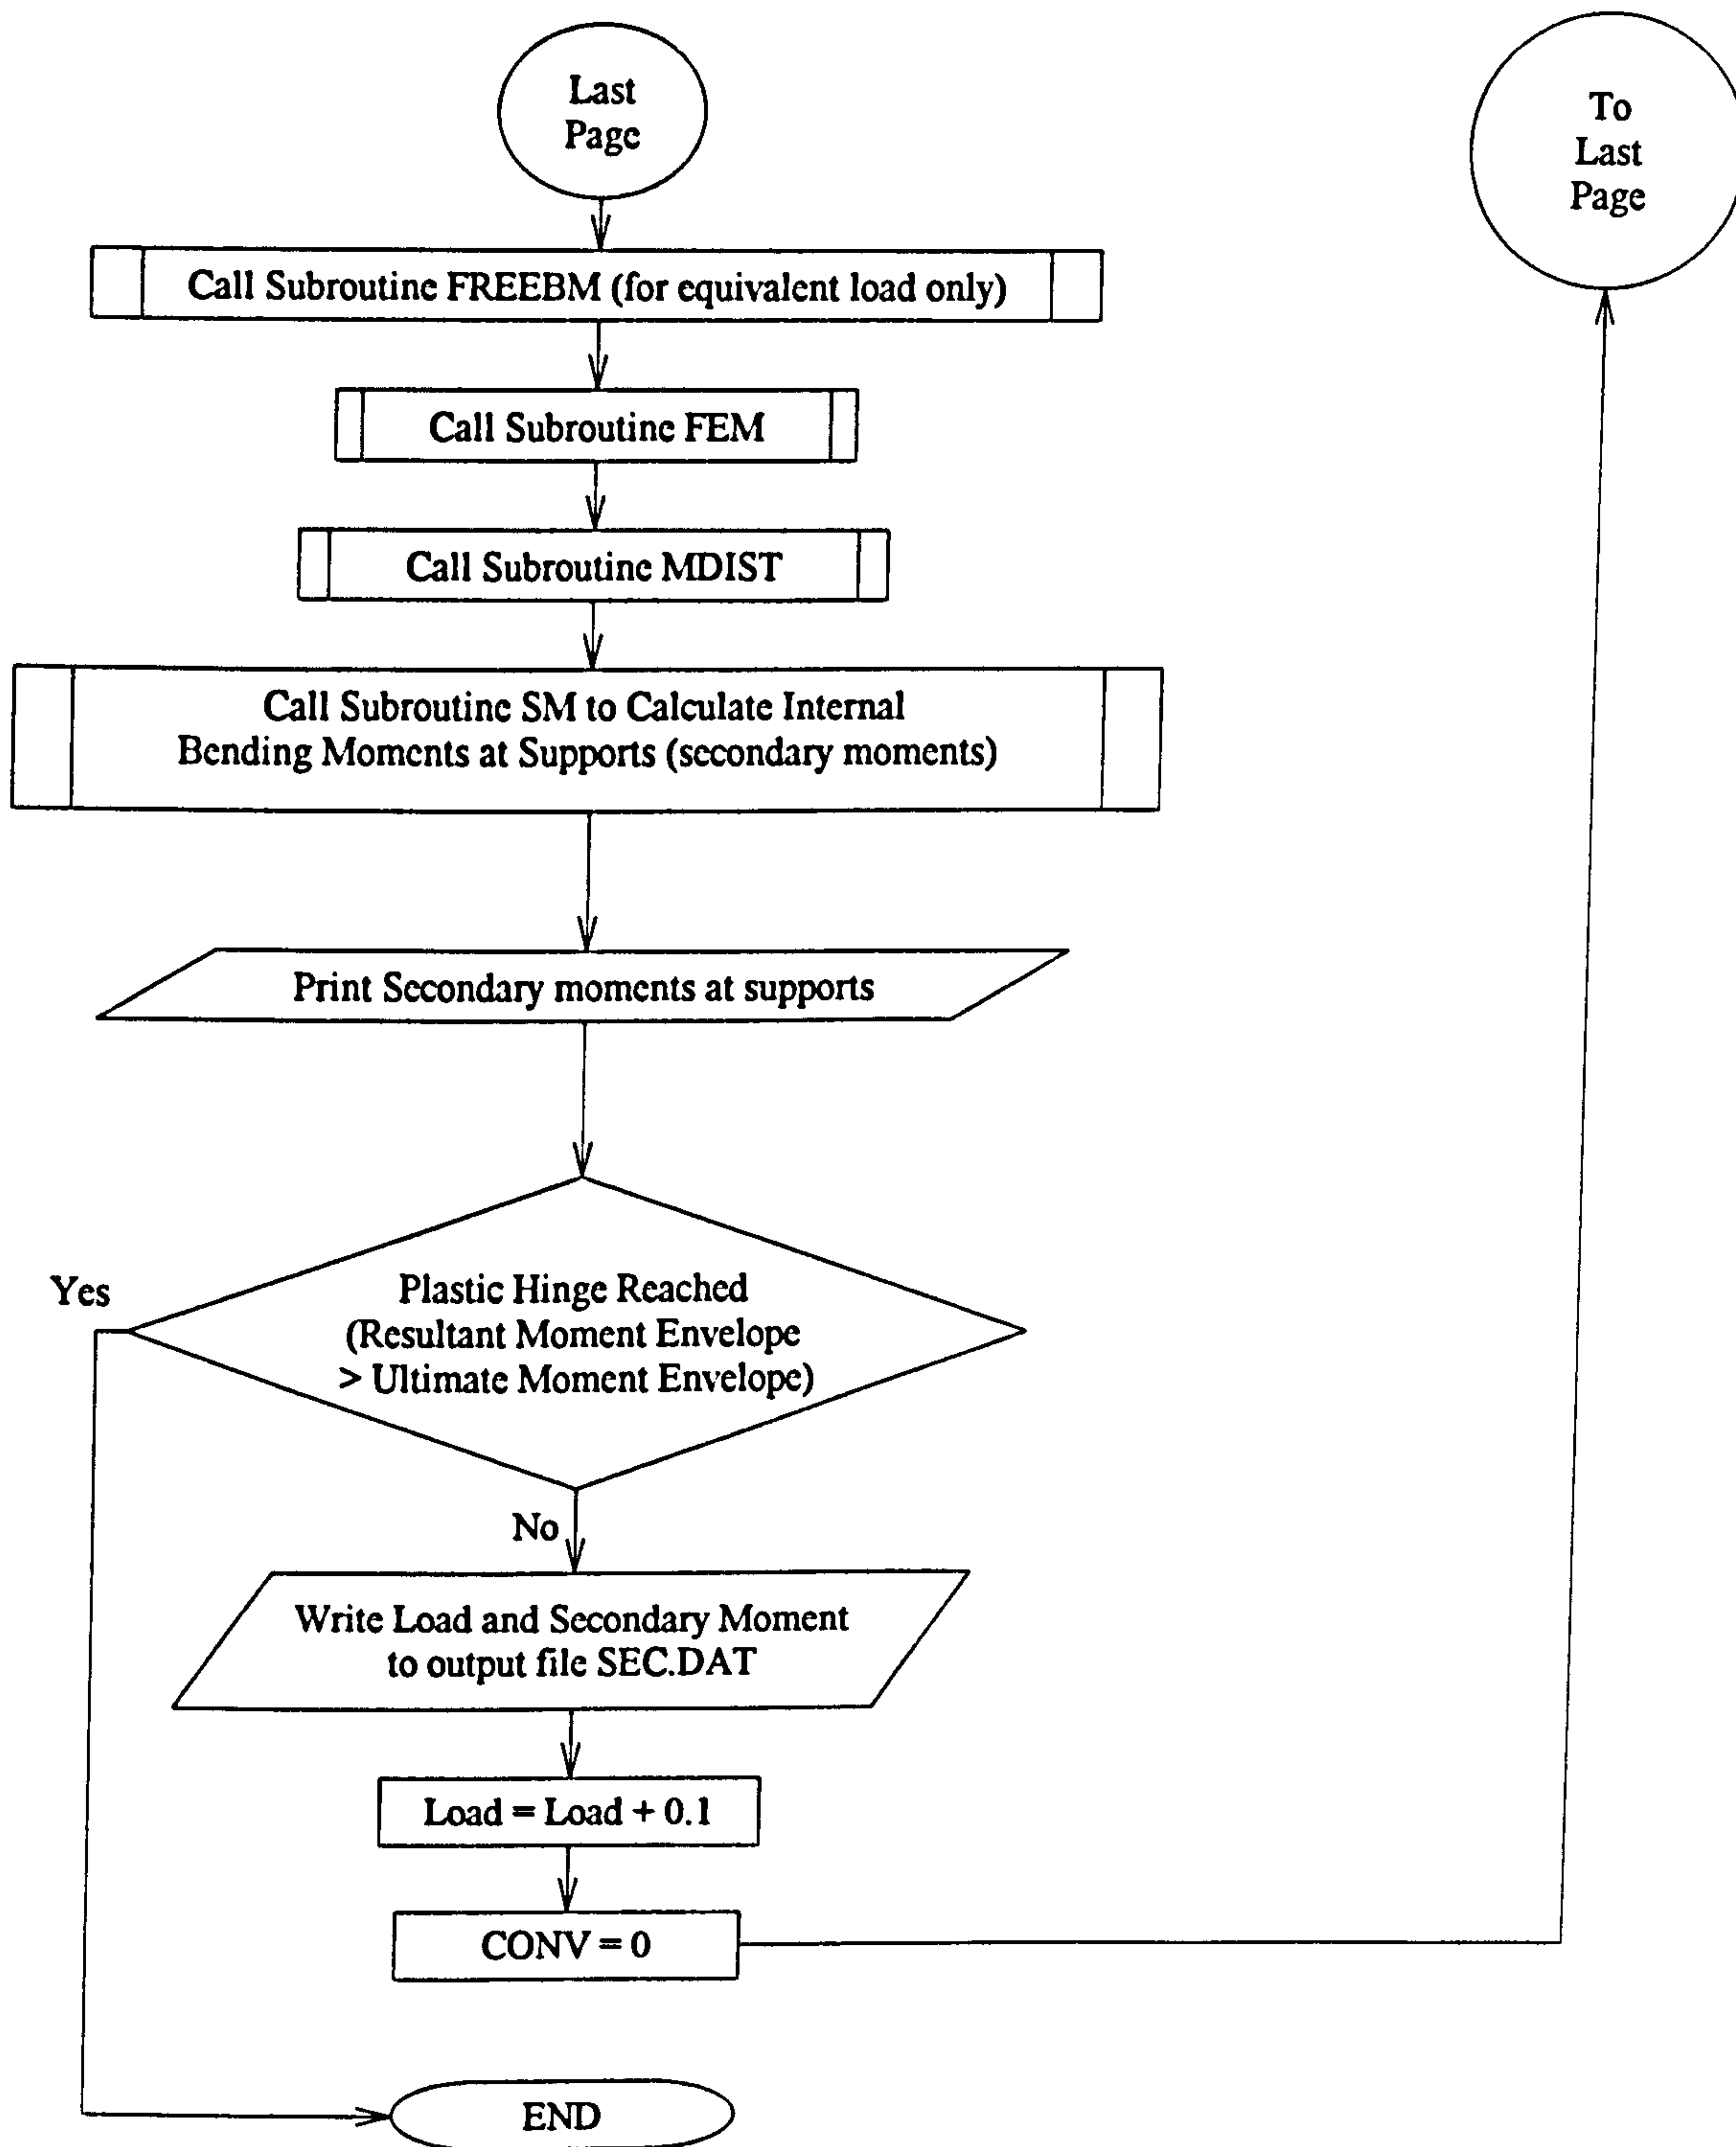 Last
Page
To
Last
Page
Call Subroutine FREEBM (for equivalent load only)
Call Subroutine FEM
Call Subroutine MDIST
Call Subroutine SM to Calculate Internal
Bending Moments at Supports (secondary moments)
Print Secondary moments at supports
Yes
Plastic Hinge Reached
(Resultant Moment Envelope
> Ultimate Moment Envelope)
No
Write Load and Secondary Moment
to output file SEC.DAT
Load = Load + 0.1
CONV = 0
END